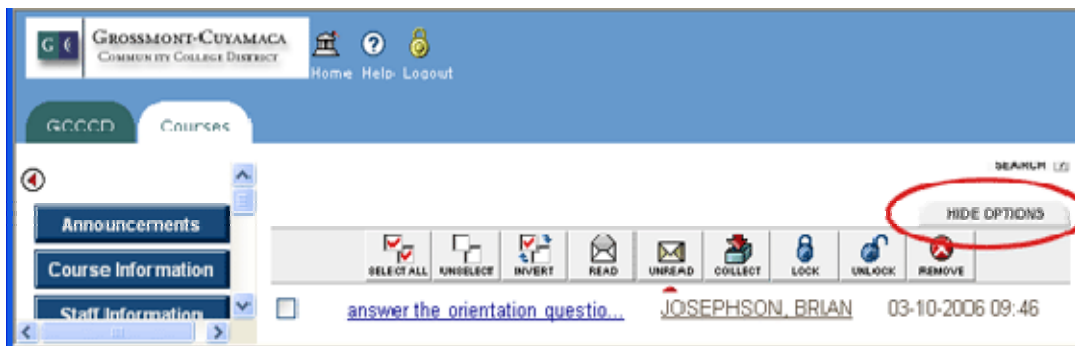 G C GROSSMONT-CUYAMACA
COMMUNITY COLLEGE DISTRICT
Home Help Logout
GCCCD Courses
SEARCH
HIDE OPTIONS
Announcements
Course Information
Staff Information
SELECT ALL UNSELECT INVERT READ UNREAD COLLECT LOCK UNLOCK REMOVE
answer the orientation questio... JOSEPHSON, BRIAN 03-10-2006 09:46